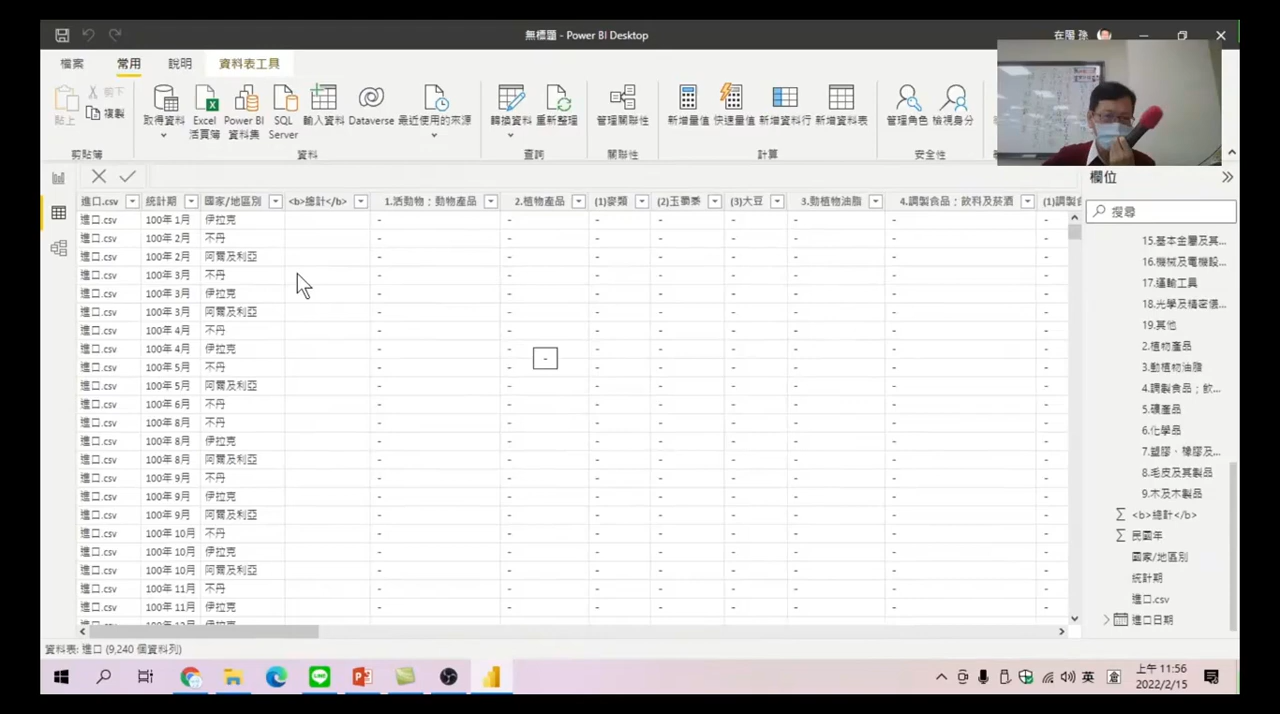 無標題 - Power BI Desktop
在陽 孫
檔案 常用 說明 資料表工具
貼上 剪下 複製 剪貼簿
取得資料 Excel 活頁簿 Power BI 資料集 SQL Server 輸入資料 Dataverse 最近使用的來源 資料
轉換資料 重新整理 查詢
管理關聯性 關聯性
新增量值 快速量值 新增資料行 新增資料表 計算
管理角色 檢視身分 安全性
進口.csv 統計期 國家/地區別 <b>總計</b> 1.活動物；動物產品 2.植物產品 (1)麥類 (2)玉蜀黍 (3)大豆 3.動植物油脂 4.調製食品；飲料及菸酒 (1)調製食
進口.csv 100年 1月 伊拉克 - - - - - - - -
進口.csv 100年 2月 不丹 - - - - - - - -
進口.csv 100年 2月 阿爾及利亞 - - - - - - - -
進口.csv 100年 3月 不丹 - - - - - - - -
進口.csv 100年 3月 伊拉克 - - - - - - - -
進口.csv 100年 3月 阿爾及利亞 - - - - - - - -
進口.csv 100年 4月 不丹 - - - - - - - -
進口.csv 100年 4月 伊拉克 - - - - - - - -
進口.csv 100年 5月 不丹 - - - - - - - -
進口.csv 100年 5月 阿爾及利亞 - - - - - - - -
進口.csv 100年 6月 不丹 - - - - - - - -
進口.csv 100年 8月 不丹 - - - - - - - -
進口.csv 100年 8月 伊拉克 - - - - - - - -
進口.csv 100年 8月 阿爾及利亞 - - - - - - - -
進口.csv 100年 9月 不丹 - - - - - - - -
進口.csv 100年 9月 伊拉克 - - - - - - - -
進口.csv 100年 9月 阿爾及利亞 - - - - - - - -
進口.csv 100年 10月 不丹 - - - - - - - -
進口.csv 100年 10月 伊拉克 - - - - - - - -
進口.csv 100年 10月 阿爾及利亞 - - - - - - - -
進口.csv 100年 11月 不丹 - - - - - - - -
進口.csv 100年 11月 伊拉克 - - - - - - - -
資料表: 進口 (9,240 個資料列)
欄位
搜尋
15.基本金屬及其...
16.機械及電機設...
17.運輸工具
18.光學及精密儀...
19.其他
2.植物產品
3.動植物油脂
4.調製食品；飲...
5.礦產品
6.化學品
7.塑膠、橡膠及...
8.毛皮及其製品
9.木及木製品
<b>總計</b>
民國年
國家/地區別
統計期
進口.csv
進口日期
英 倉
上午 11:56
2022/2/15